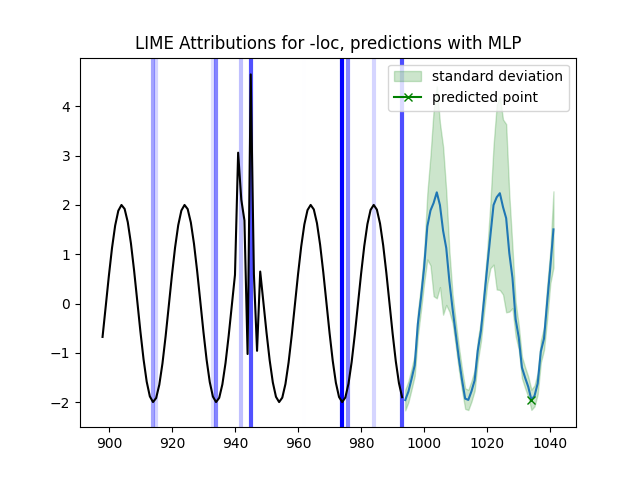 LIME Attributions for -loc, predictions with MLP
standard deviation
predicted point
4
3
2
1
0
−1
−2
900 920 940 960 980 1000 1020 1040